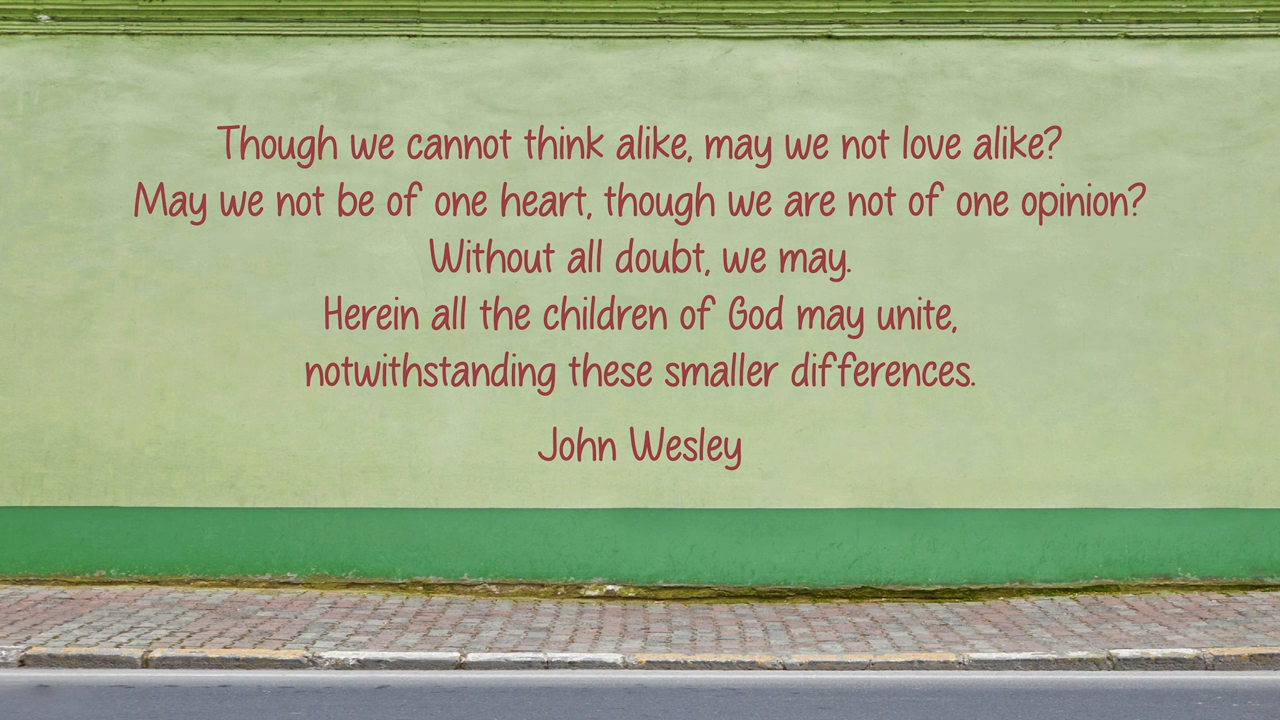 Though we cannot think alike, may we not love alike?
May we not be of one heart, though we are not of one opinion?
Without all doubt, we may.
Herein all the children of God may unite,
notwithstanding these smaller differences.
John Wesley